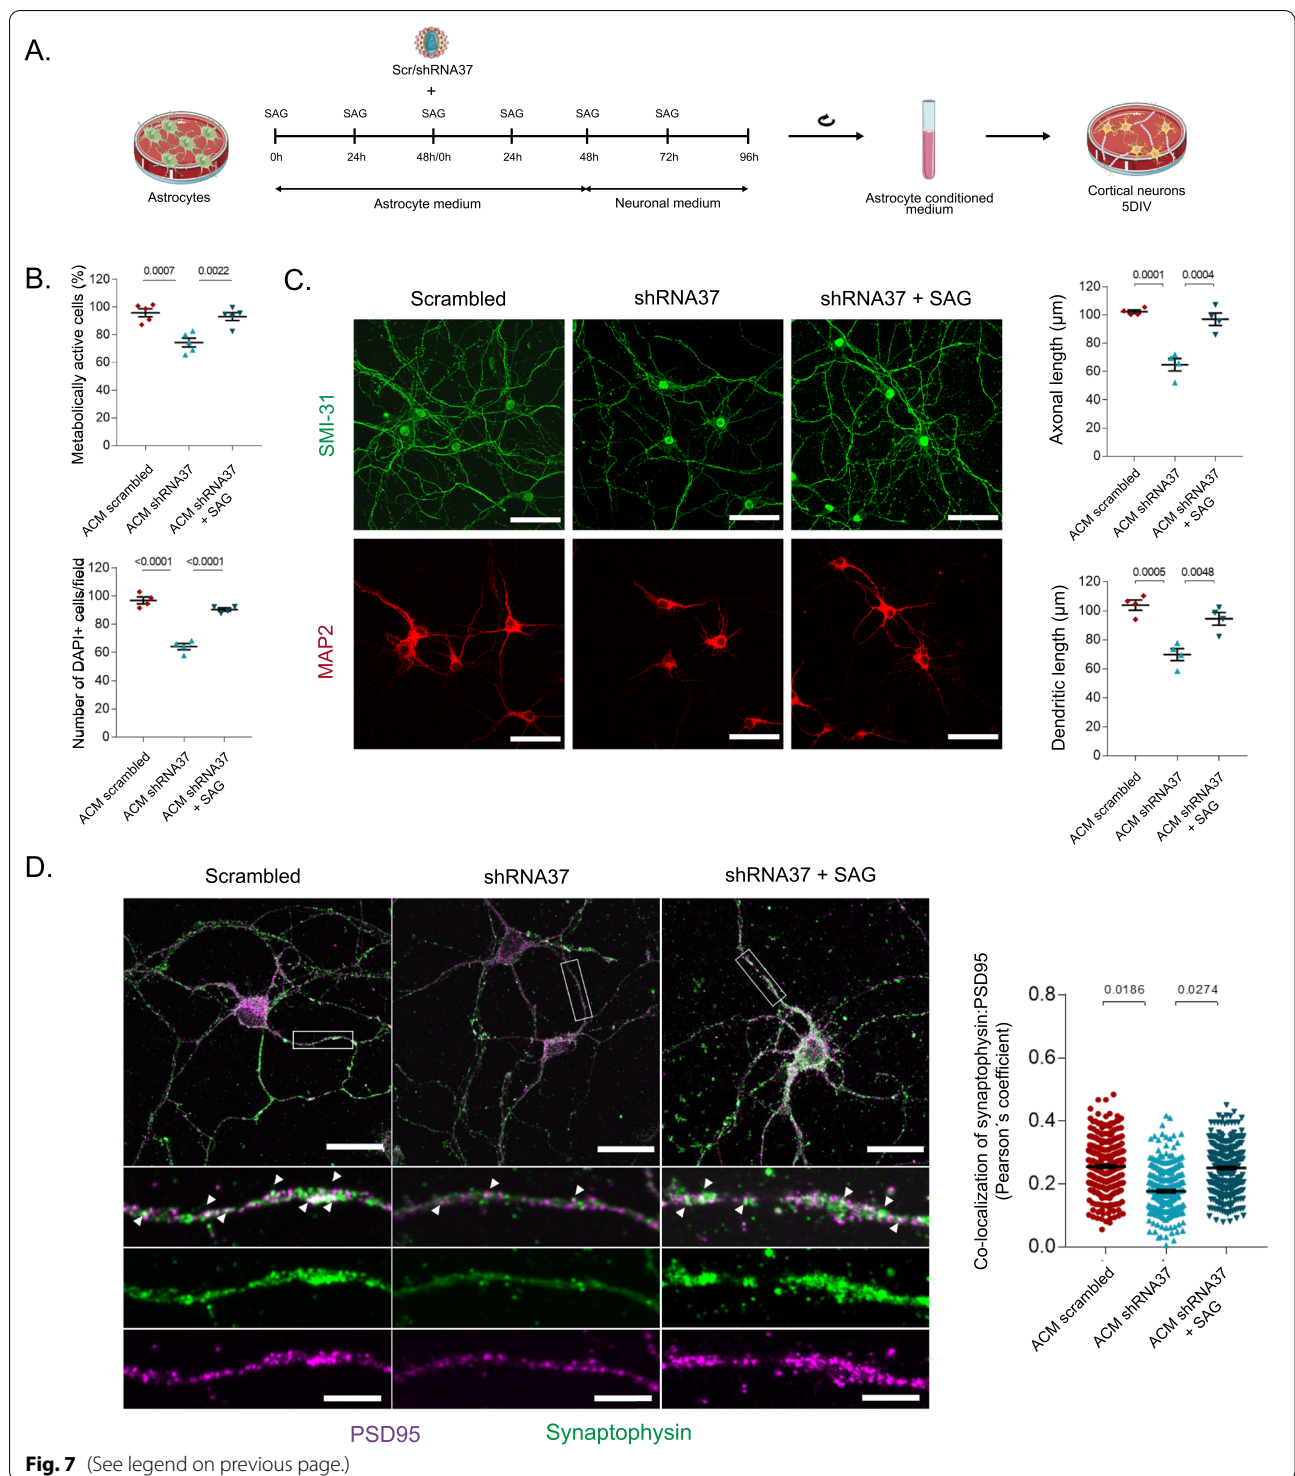 A.
Scr/shRNA37
+
SAG SAG SAG SAG SAG SAG
0h 24h 48h/0h 24h 48h 72h 96h
Astrocytes
Astrocyte medium
Neuronal medium
Astrocyte conditioned
medium
Cortical neurons
5DIV
B.
Metabolically active cells (%)
120
100
80
60
40
20
0
0.0007 0.0022
ACM scrambled
ACM shRNA37
ACM shRNA37
+ SAG
Number of DAPI+ cells/field
120
100
80
60
40
20
0
<0.0001 <0.0001
ACM scrambled
ACM shRNA37
ACM shRNA37
+ SAG
C.
Scrambled shRNA37 shRNA37 + SAG
SMI-31
MAP2
Axonal length (µm)
120
100
80
60
40
20
0
0.0001 0.0004
ACM scrambled
ACM shRNA37
ACM shRNA37
+ SAG
Dendritic length (µm)
120
100
80
60
40
20
0
0.0005 0.0048
ACM scrambled
ACM shRNA37
ACM shRNA37
+ SAG
D.
Scrambled shRNA37 shRNA37 + SAG
PSD95 Synaptophysin
Co-localization of synaptophysin:PSD95
(Pearson´s coefficient)
0.8
0.6
0.4
0.2
0.0
0.0186 0.0274
ACM scrambled
ACM shRNA37
ACM shRNA37
+ SAG
Fig. 7 (See legend on previous page.)